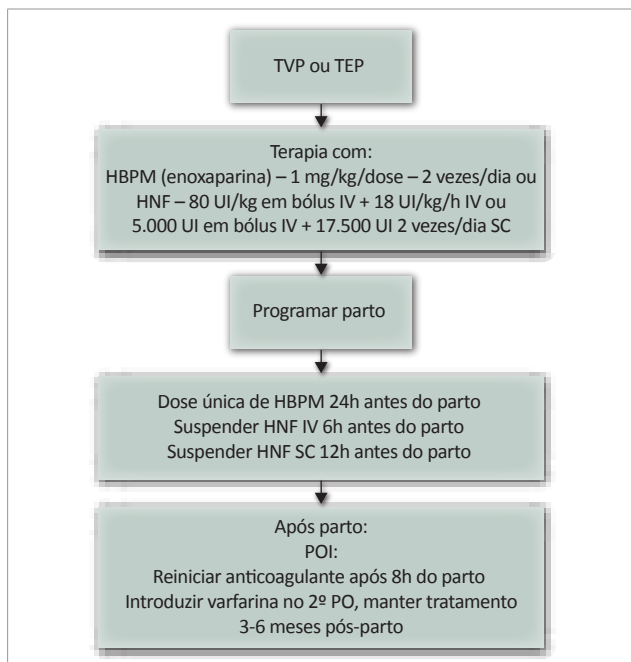 TVP ou TEP
Terapia com:
HBPM (enoxaparina) – 1 mg/kg/dose – 2 vezes/dia ou
HNF – 80 UI/kg em bólus IV + 18 UI/kg/h IV ou
5.000 UI em bólus IV + 17.500 UI 2 vezes/dia SC
Programar parto
Dose única de HBPM 24h antes do parto
Suspender HNF IV 6h antes do parto
Suspender HNF SC 12h antes do parto
Após parto:
POI:
Reiniciar anticoagulante após 8h do parto
Introduzir varfarina no 2º PO, manter tratamento
3-6 meses pós-parto